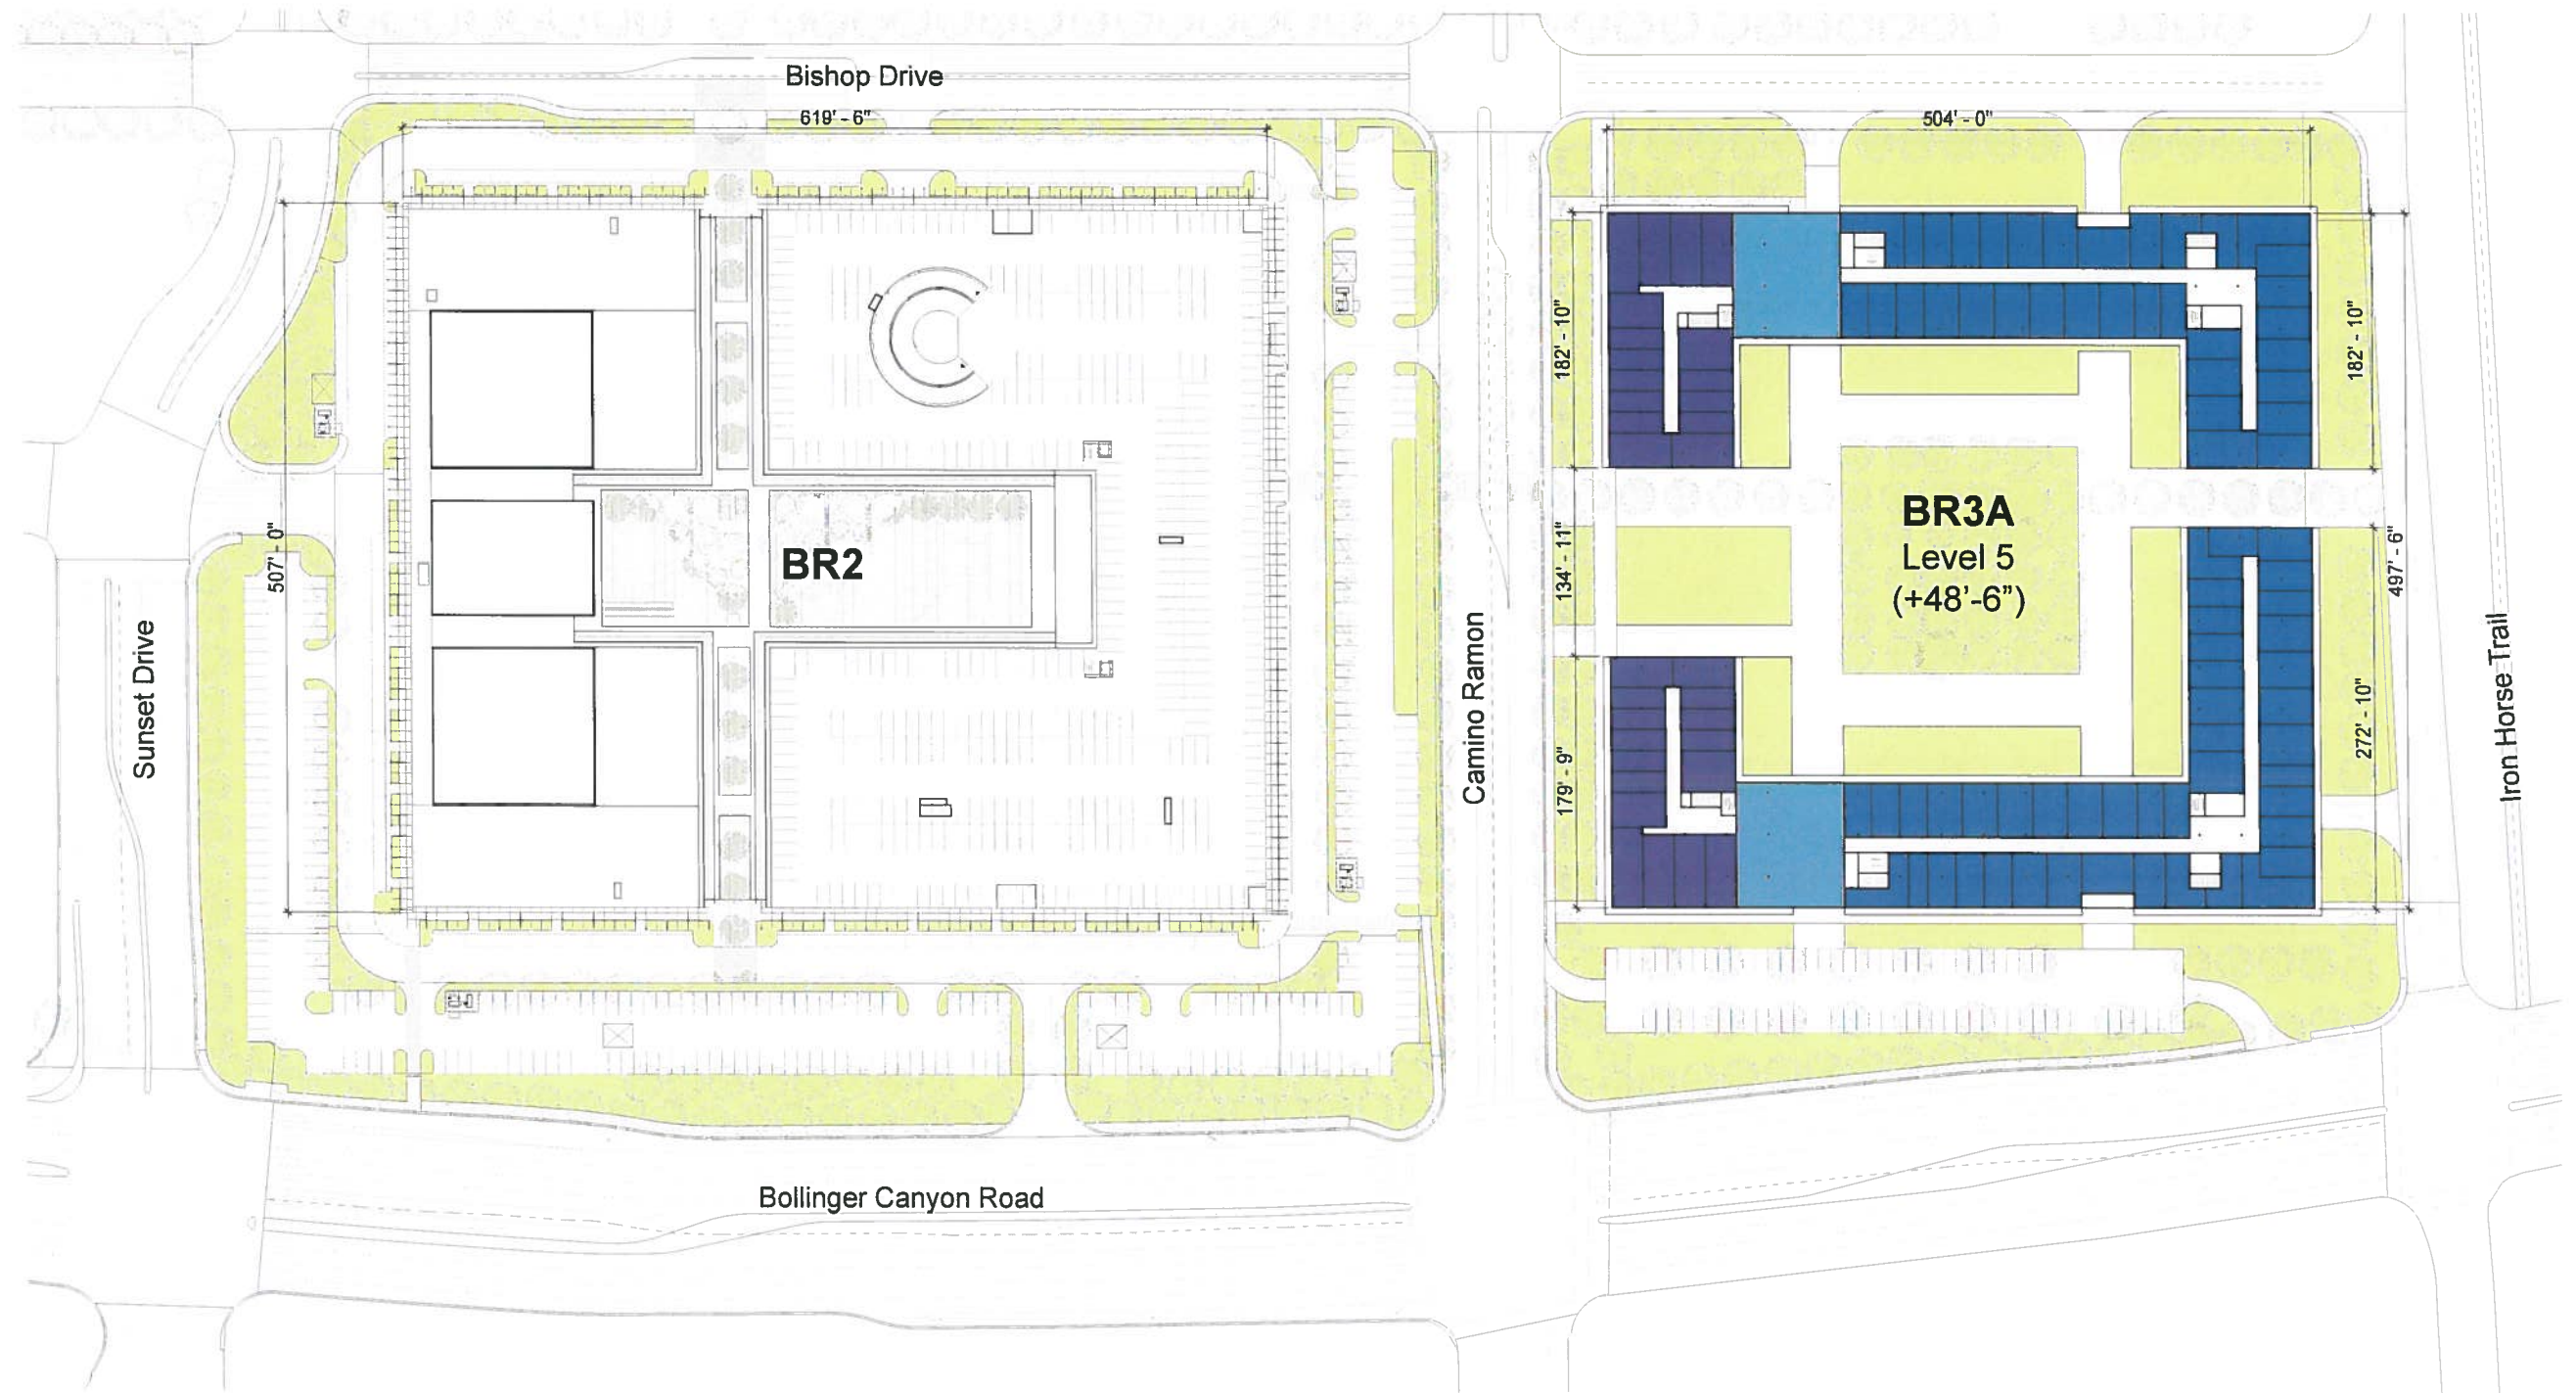 Bishop Drive
619' - 6"
504' - 0"
182' - 10"
182' - 10"
507' - 0"
BR2
BR3A
Level 5
(+48'-6")
134' - 11"
497' - 6"
Sunset Drive
Camino Ramon
179' - 9"
272' - 10"
Iron Horse Trail
Bollinger Canyon Road